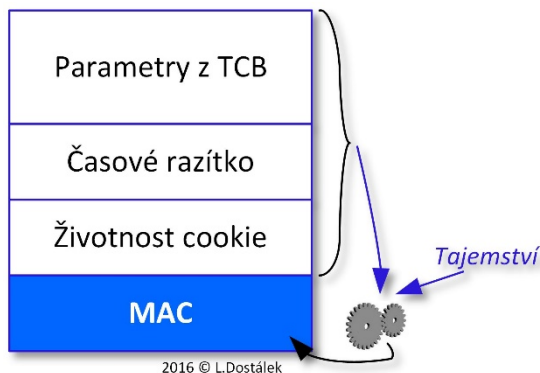 Parametry z TCB
Časové razítko
Životnost cookie
Tajemství
MAC
2016 © L.Dostálek